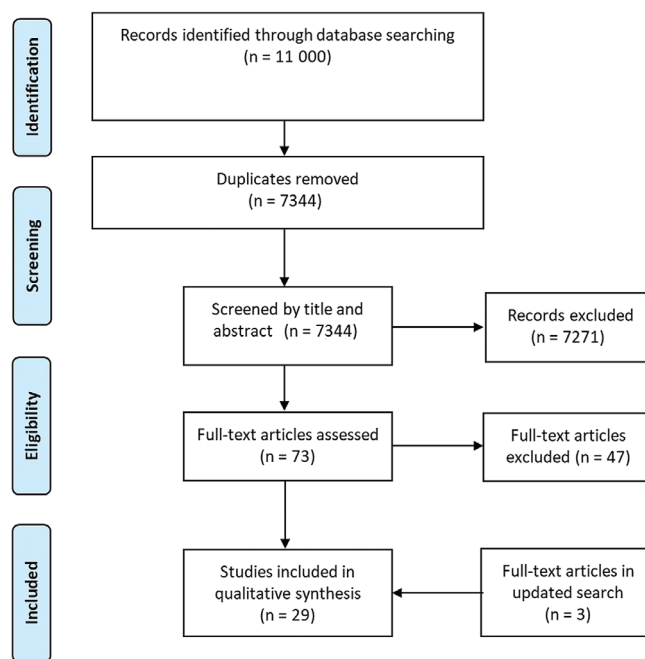 Identification
Records identified through database searching
(n = 11 000)
Duplicates removed
(n = 7344)
Screening
Screened by title and
abstract (n = 7344)
Records excluded
(n = 7271)
Eligibility
Full-text articles assessed
(n = 73)
Full-text articles
excluded (n = 47)
Included
Studies included in
qualitative synthesis
(n = 29)
Full-text articles in
updated search
(n = 3)